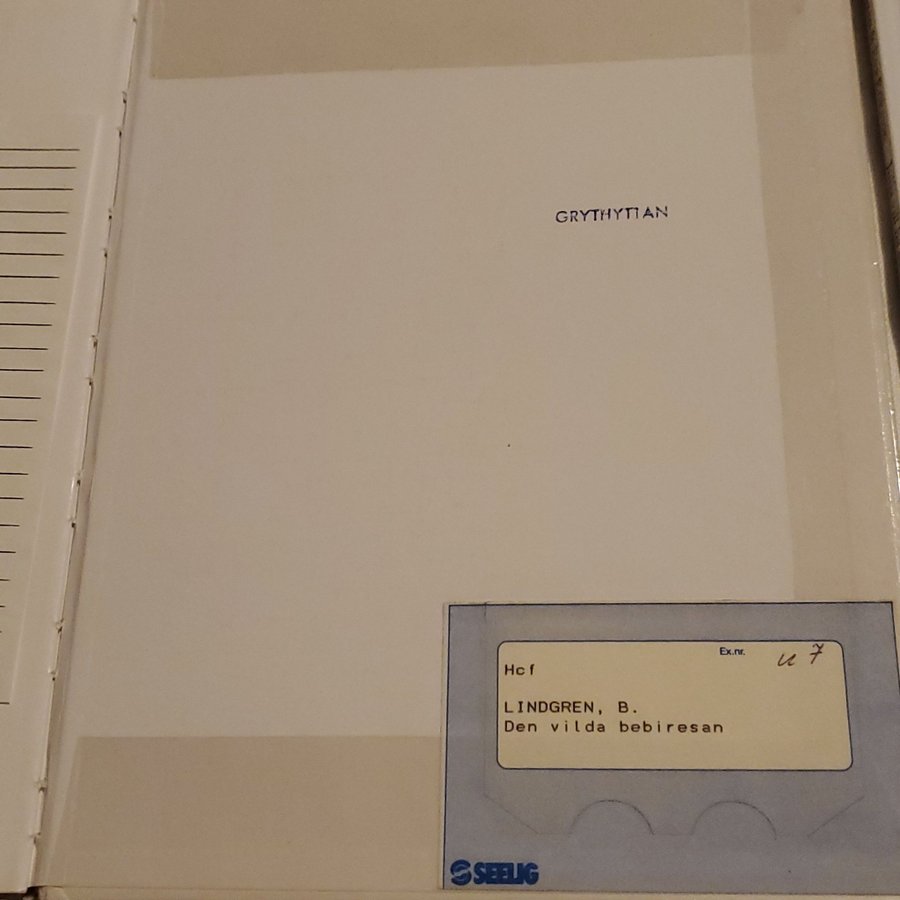 GRYTHYTTAN
Ex.nr. u 7
Hcf
LINDGREN, B.
Den vilda bebiresan
SEELIG